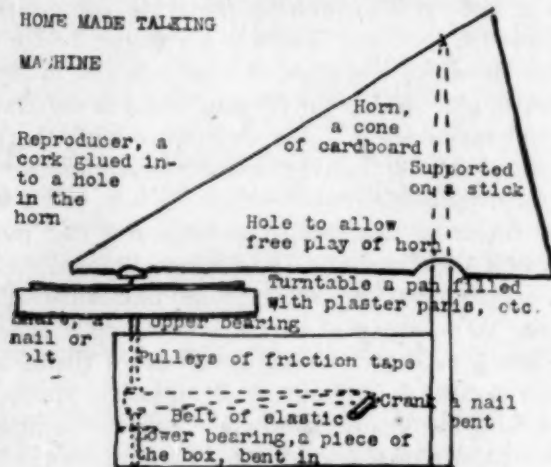 HOME MADE TALKING
MACHINE
Horn,
a cone
of cardboard
Reproducer, a
cork glued in-
to a hole
in the
horn
Supported
on a stick
Hole to allow
free play of horn
Turntable a pan filled
with plaster paris, etc.
Shaft, a
nail or
bolt
Upper bearing
Pulleys of friction tape
Crank a nail
bent
Belt of elastic
Lower bearing, a piece of
the box, bent in